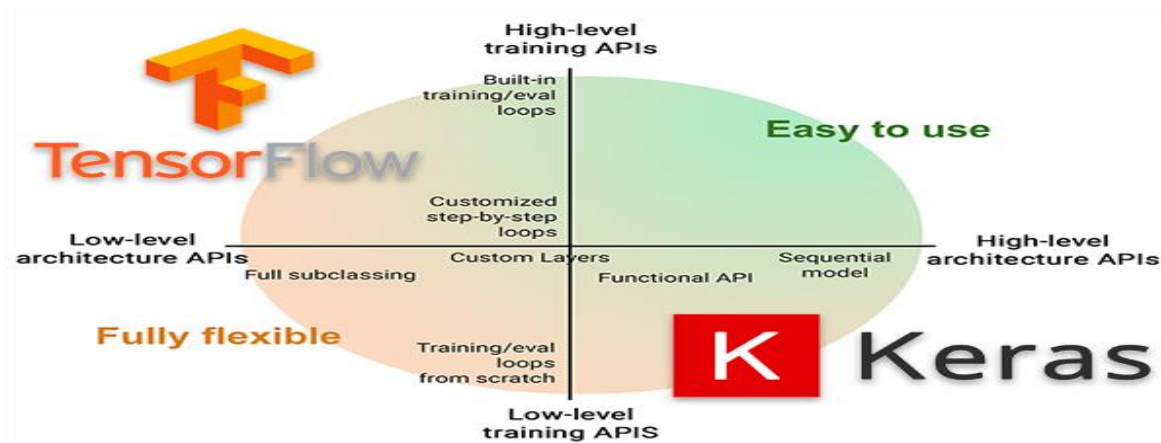 High-level
training APIs
Built-in
training/eval
loops
Easy to use
TensorFlow
Customized
step-by-step
loops
Low-level
architecture APIs
High-level
architecture APIs
Full subclassing
Custom Layers
Functional API
Sequential
model
Fully flexible
Training/eval
loops
from scratch
K Keras
Low-level
training APIS